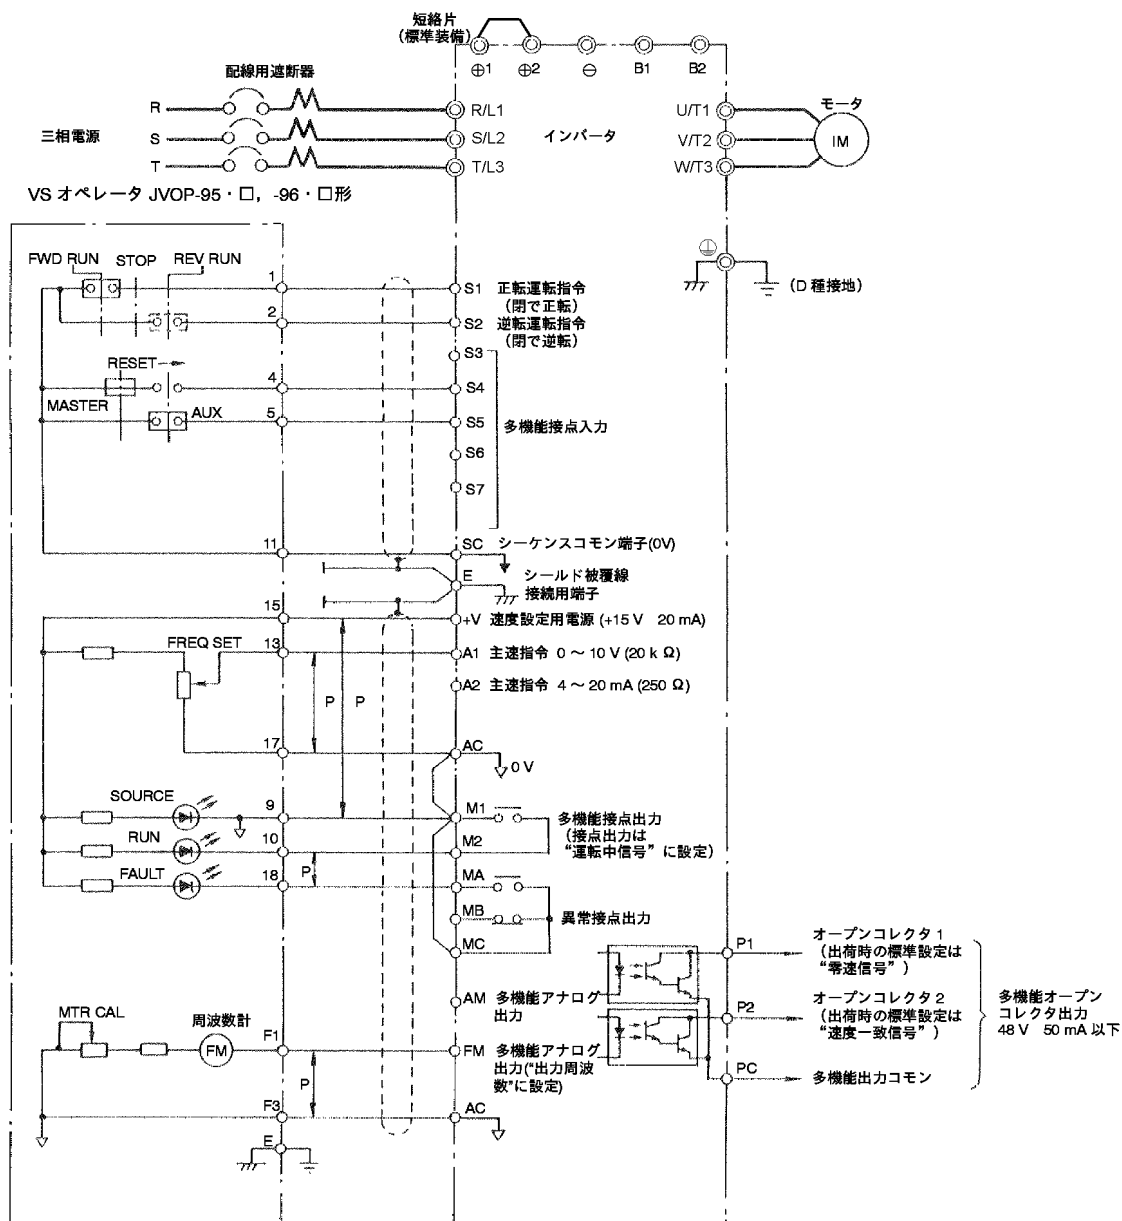 短絡片
（標準装備）
⊕1
⊕2
⊖
B1
B2
配線用遮断器
R
R/L1
U/T1
モータ
三相電源
S
S/L2
インバータ
V/T2
IM
T
T/L3
W/T3
VS オペレータ JVOP-95・□，-96・□形
FWD RUN
STOP
REV RUN
（D 種接地）
1
S1 正転運転指令
（閉で正転）
2
S2 逆転運転指令
（閉で逆転）
S3
RESET
4
S4
MASTER
AUX
5
S5
多機能接点入力
S6
S7
11
SC シーケンスコモン端子(0V)
E
シールド被覆線
接続用端子
15
+V 速度設定用電源 (+15 V 20 mA)
FREQ SET
13
A1 主速指令 0 ～ 10 V (20 k Ω)
P
P
A2 主速指令 4 ～ 20 mA (250 Ω)
17
AC
0 V
SOURCE
9
M1
多機能接点出力
（接点出力は
“運転中信号” に設定）
RUN
10
M2
FAULT
18
P
MA
MB
異常接点出力
MC
P1
オープンコレクタ 1
（出荷時の標準設定は
“零速信号” ）
AM 多機能アナログ
出力
P2
オープンコレクタ 2
（出荷時の標準設定は
“速度一致信号” ）
多機能オープン
コレクタ出力
48 V 50 mA 以下
MTR CAL
周波数計
FM
F1
FM 多機能アナログ
出力(“出力周波
数”に設定)
PC
多機能出力コモン
P
F3
AC
E